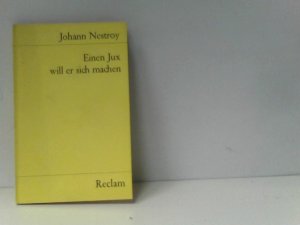 Johann Nestroy
Einen Jux
will er sich machen
Reclam